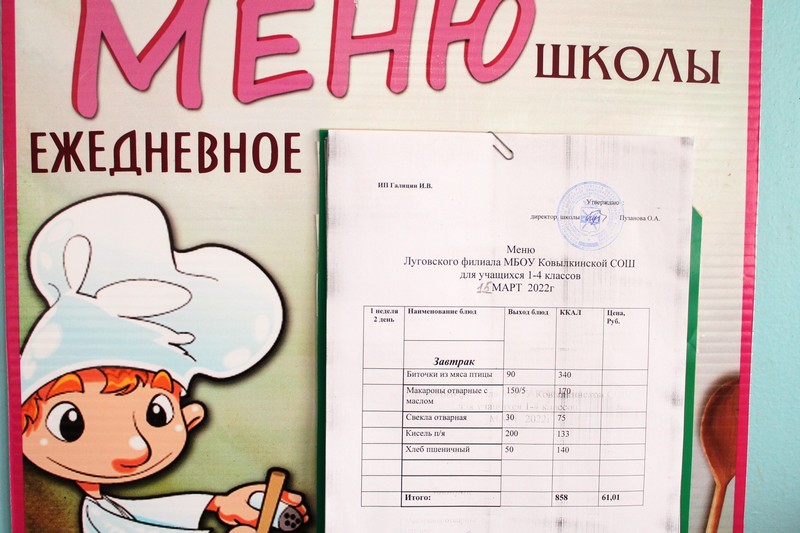 МЕНЮ
ШКОЛЫ
ЕЖЕДНЕВНОЕ
ИП Галицин И.В.
Утверждаю
директор школы Пузанова О.А.
Меню
Луговского филиала МБОУ Ковылкинской СОШ
для учащихся 1-4 классов
15 МАРТ 2022г
1 неделя Наименование блюд Выход блюд ККАЛ Цена,
2 день Руб.
Завтрак
Биточки из мяса птицы 90 340
Макароны отварные с 150/5 170
маслом
Свекла отварная 30 75
Кисель п/я 200 133
Хлеб пшеничный 50 140
Итого: 858 61,01